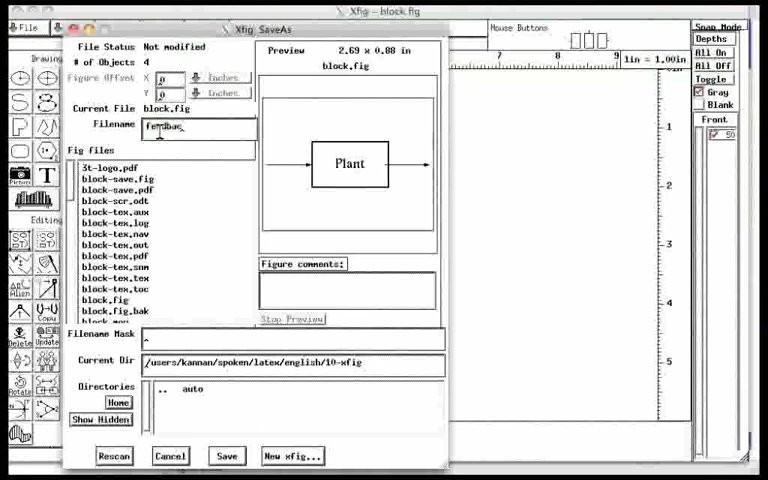 Xfig - block.fig
Xfig: SaveAs
File
File Status Not modified
# of Objects 4
Figure Offset X 0 Inches
Y 0 Inches
Current File block.fig
Filename feedbac
Fig files
3t-logo.pdf
block-save.fig
block-save.pdf
block-scr.odt
block-tex.aux
block-tex.log
block-tex.nav
block-tex.out
block-tex.pdf
block-tex.snm
block-tex.tex
block-tex.toc
block.fig
block.fig.bak
Filename Mask
Current Dir /users/kannan/spoken/latex/english/10-xfig
Directories .. auto
Home
Show Hidden
Rescan Cancel Save New xfig...
Preview 2.69 x 0.88 in
block.fig
Plant
Figure comments:
Stop Preview
Drawin
Picture
T
Editin
Align
Copy
Delete Update
Rotate
House Buttons
7 8 9 1in = 1.00in
1
2
3
4
5
Snap Mode
Depths
All On
All Off
Toggle
Gray
Blank
Front
50